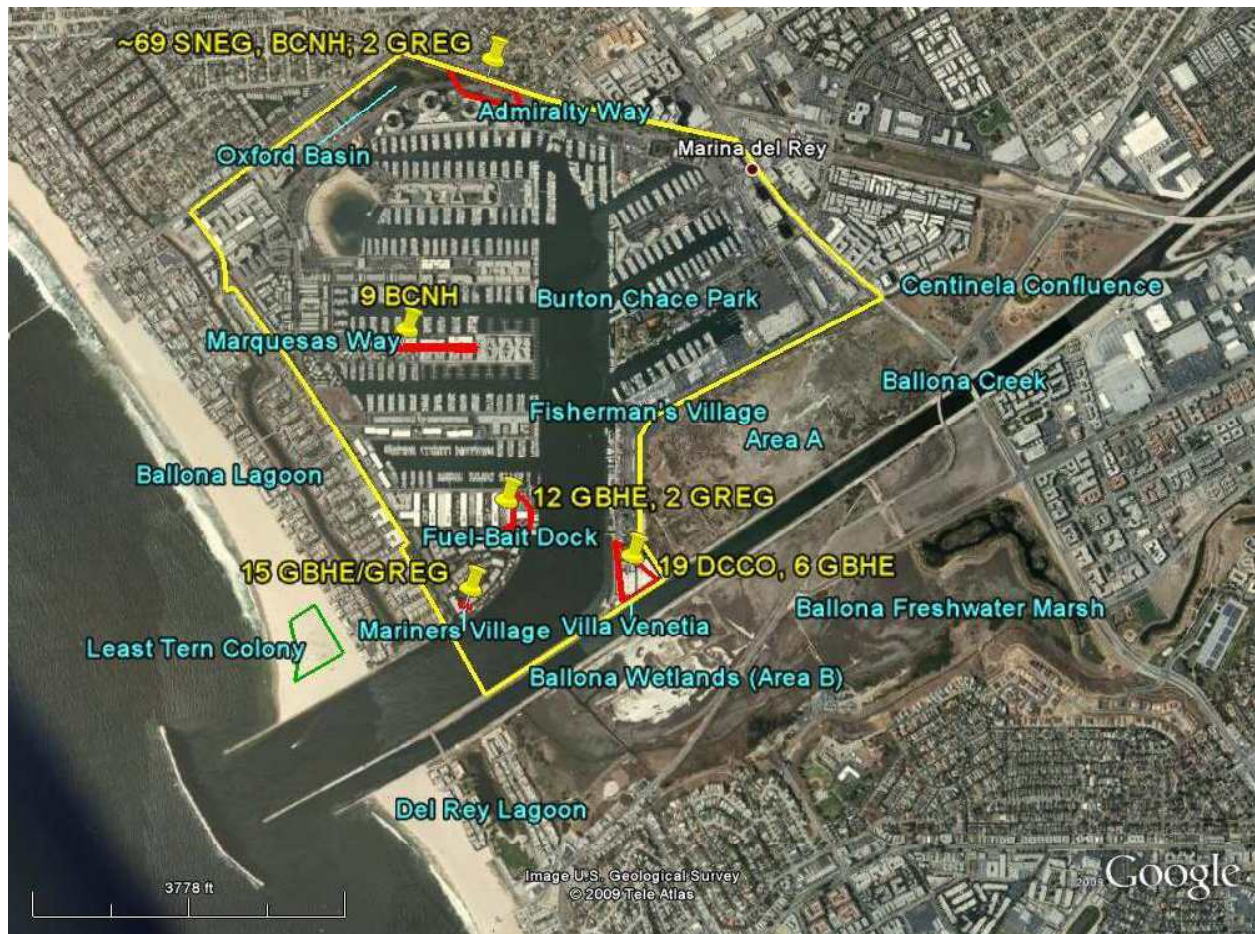 ~69 SNEG, BCNH; 2 GREG
Admiralty Way
Marina del Rey
Oxford Basin
Centinela Confluence
9 BCNH
Burton Chace Park
Marquesas Way
Ballona Creek
Fisherman's Village
Area A
Ballona Lagoon
12 GBHE, 2 GREG
Fuel-Bait Dock
15 GBHE/GREG
19 DCCO, 6 GBHE
Ballona Freshwater Marsh
Mariners Village
Villa Venetia
Least Tern Colony
Ballona Wetlands (Area B)
Del Rey Lagoon
Image U.S. Geological Survey
© 2009 Tele Atlas
2009 Google
3778 ft